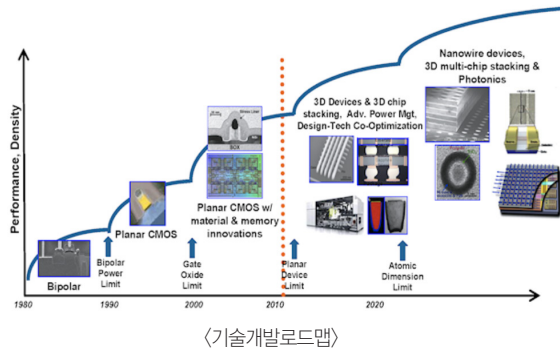 Performance, Density
Nanowire devices,
3D multi-chip stacking &
Photonics
3D Devices & 3D chip
stacking, Adv. Power Mgt,
Design-Tech Co-Optimization
Planar CMOS w/
material & memory
innovations
Planar CMOS
Bipolar
Bipolar
Power
Limit
Gate
Oxide
Limit
Planar
Device
Limit
Atomic
Dimension
Limit
1980
1990
2000
2010
2020
SOX
〈기술개발로드맵〉